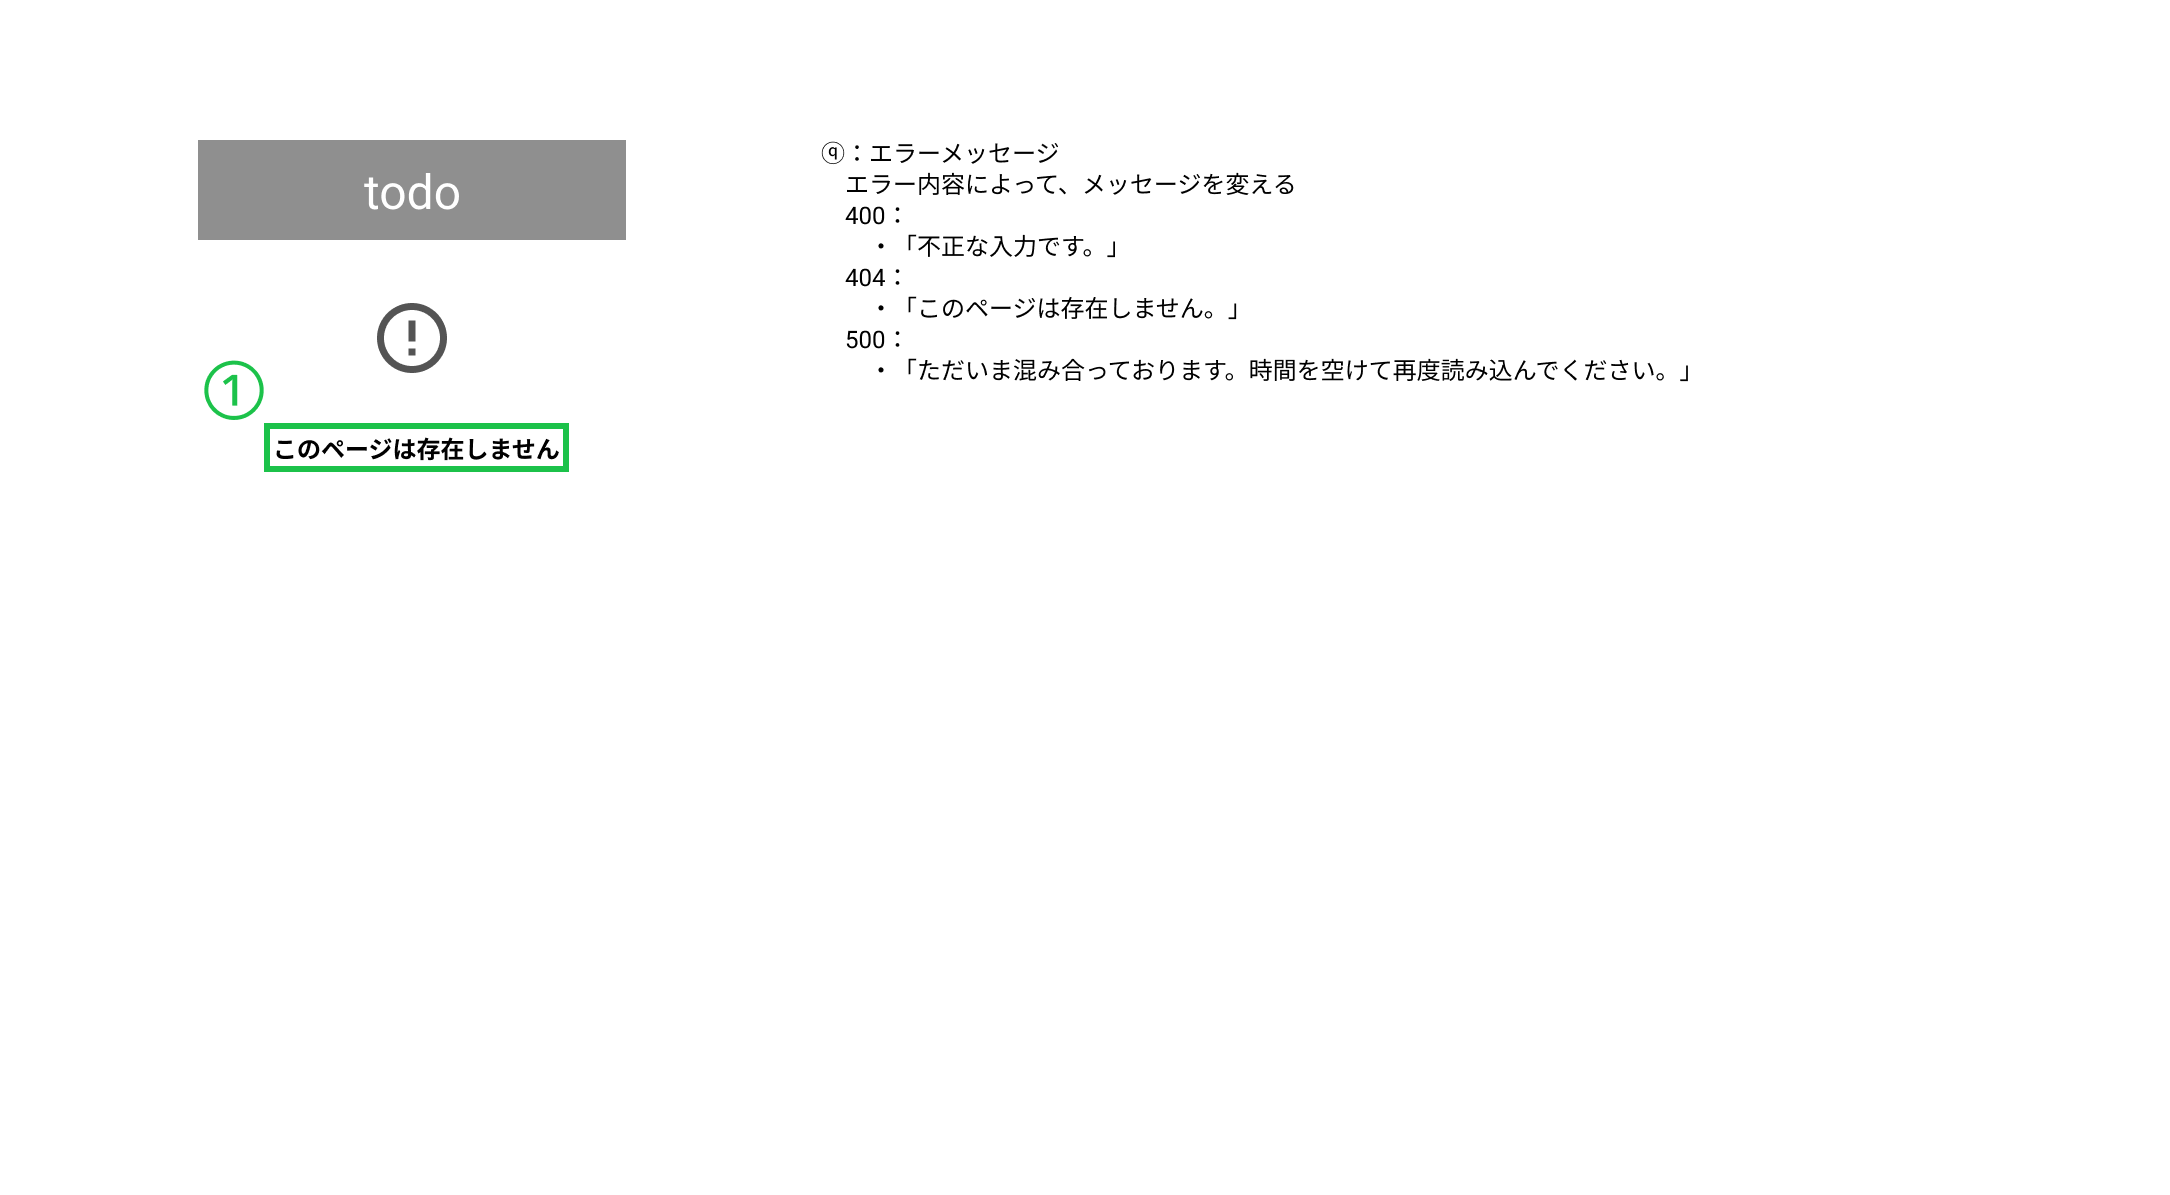 todo
①
このページは存在しません
ⓠ：エラーメッセージ
エラー内容によって、メッセージを変える
400：
・「不正な入力です。」
404：
・「このページは存在しません。」
500：
・「ただいま混み合っております。時間を空けて再度読み込んでください。」